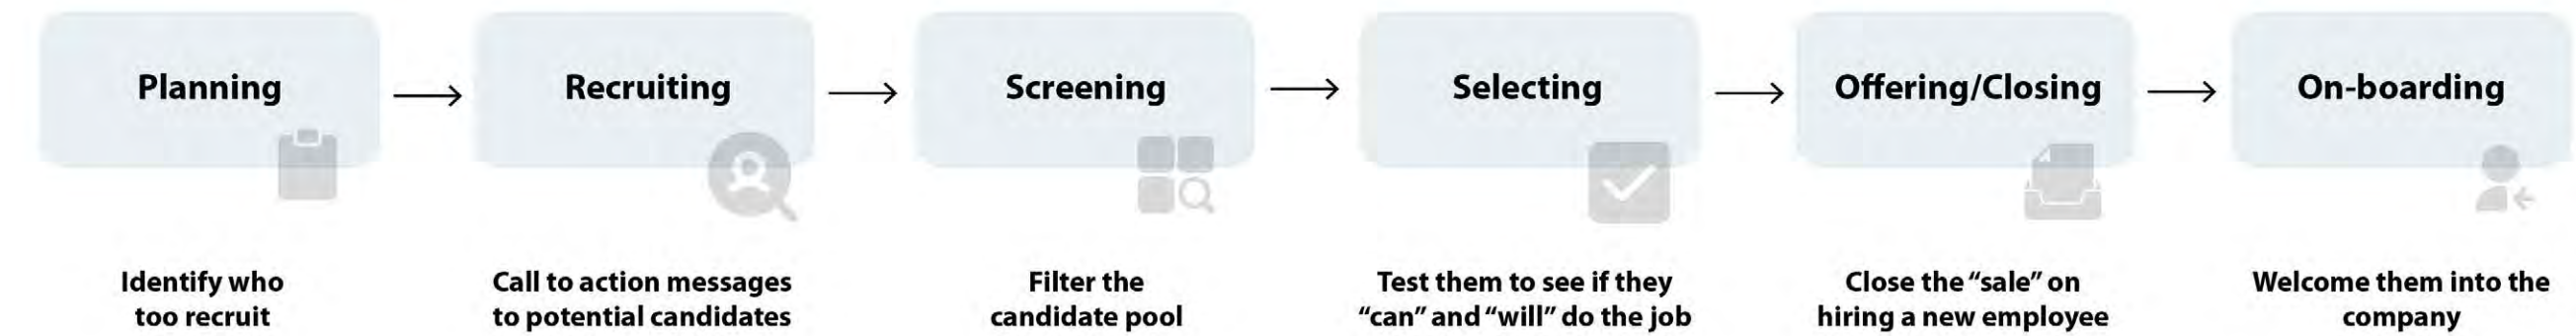 Planning
Recruiting
Screening
Selecting
Offering/Closing
On-boarding
Identify who
too recruit
Call to action messages
to potential candidates
Filter the
candidate pool
Test them to see if they
“can” and “will” do the job
Close the “sale” on
hiring a new employee
Welcome them into the
company